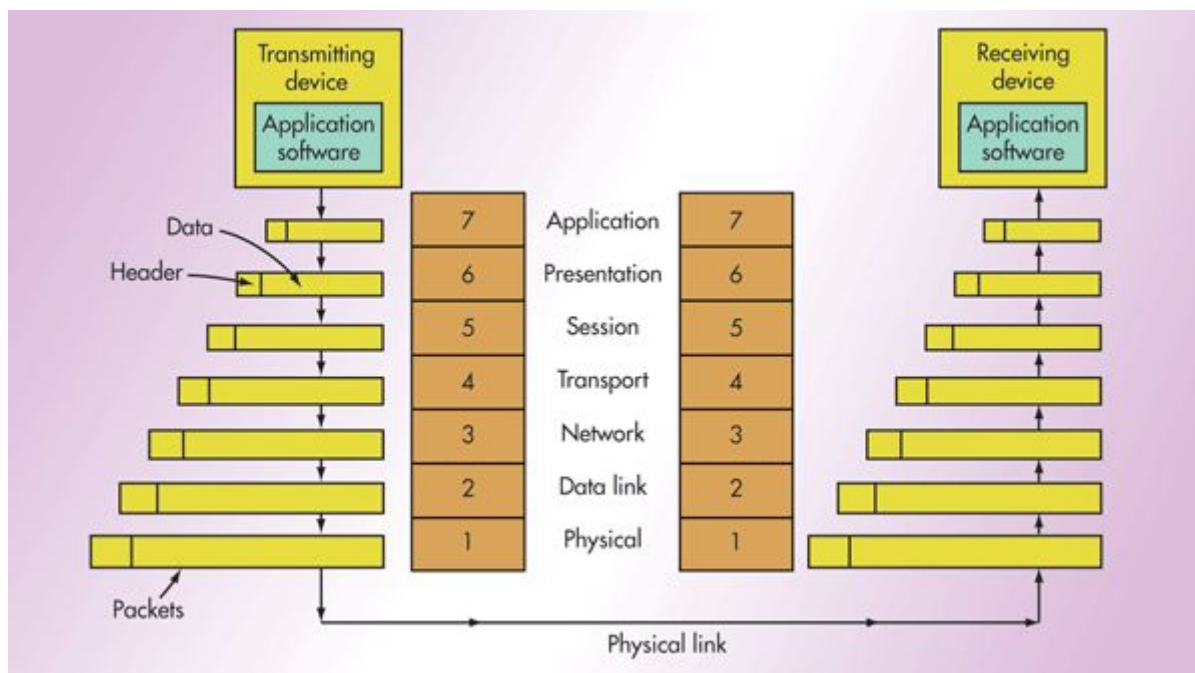 Transmitting
device
Application
software
Receiving
device
Application
software
Data
Header
7 Application 7
6 Presentation 6
5 Session 5
4 Transport 4
3 Network 3
2 Data link 2
1 Physical 1
Packets
Physical link